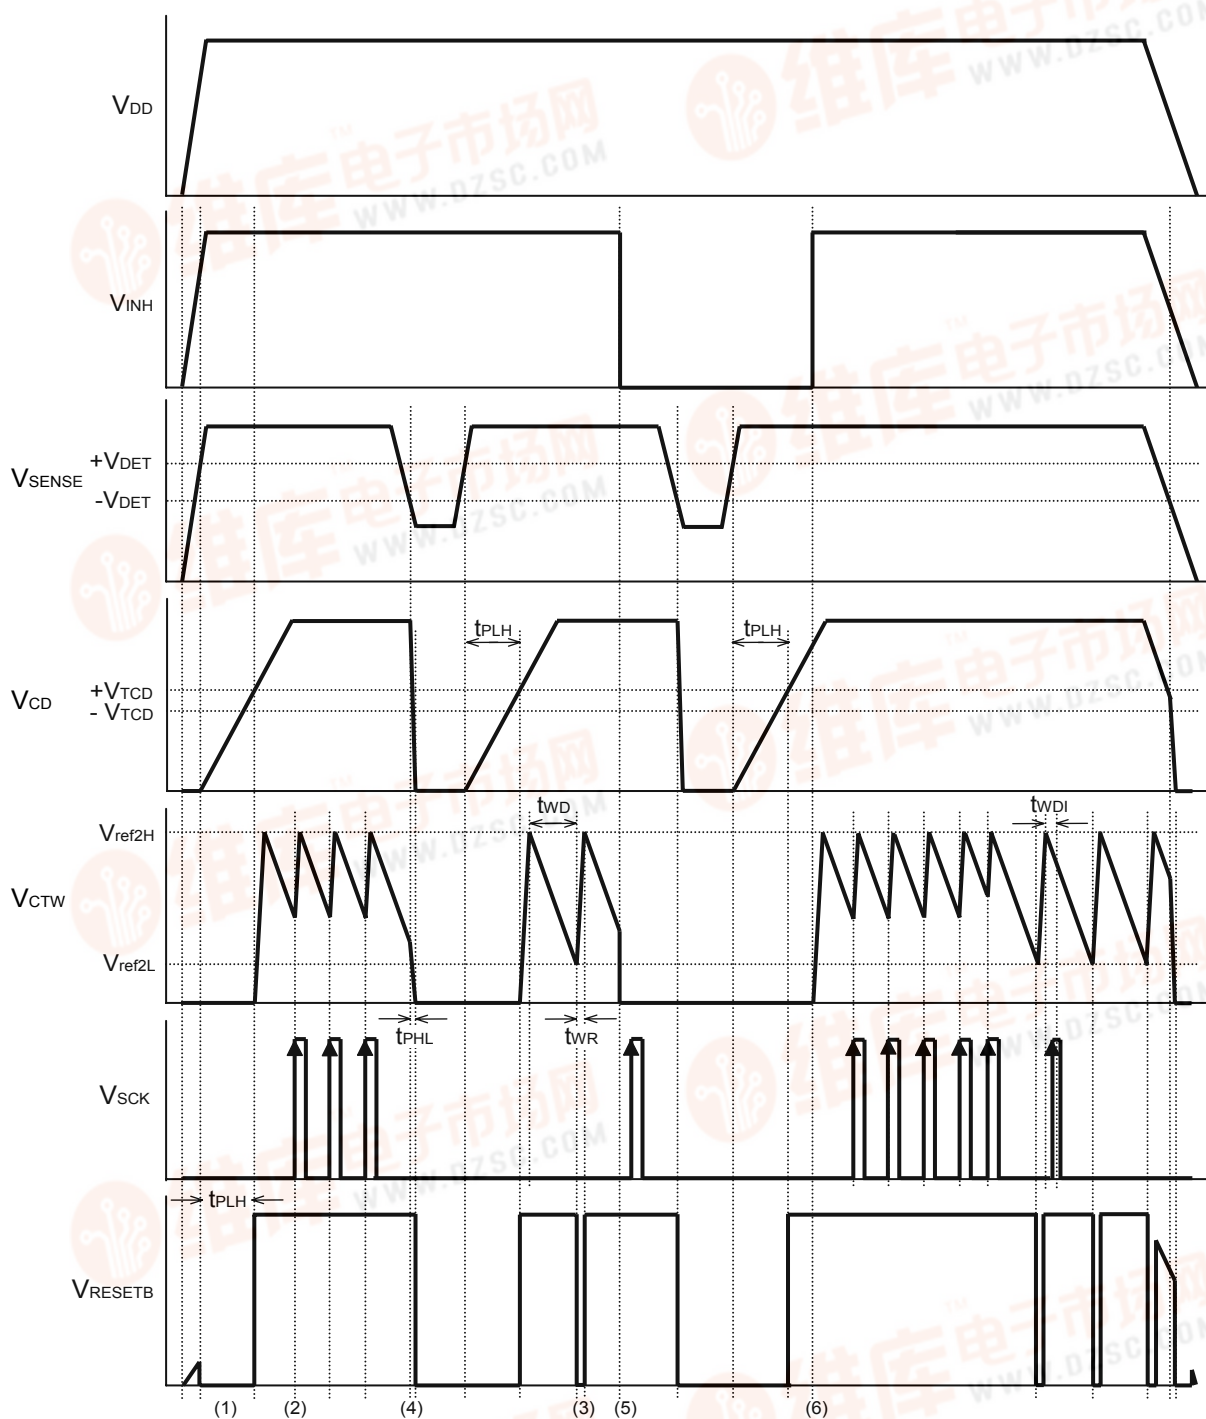 VDD
VINH
VSENSE
+VDET
-VDET
VCD
+VTCD
- VTCD
tPLH
tPLH
VCTW
Vref2H
Vref2L
tWD
tWDI
tPHL
tWR
VSCK
tPLH
VRESETB
(1) (2) (4) (3) (5) (6)
维库电子市场网
TM
WWW.DZSC.COM